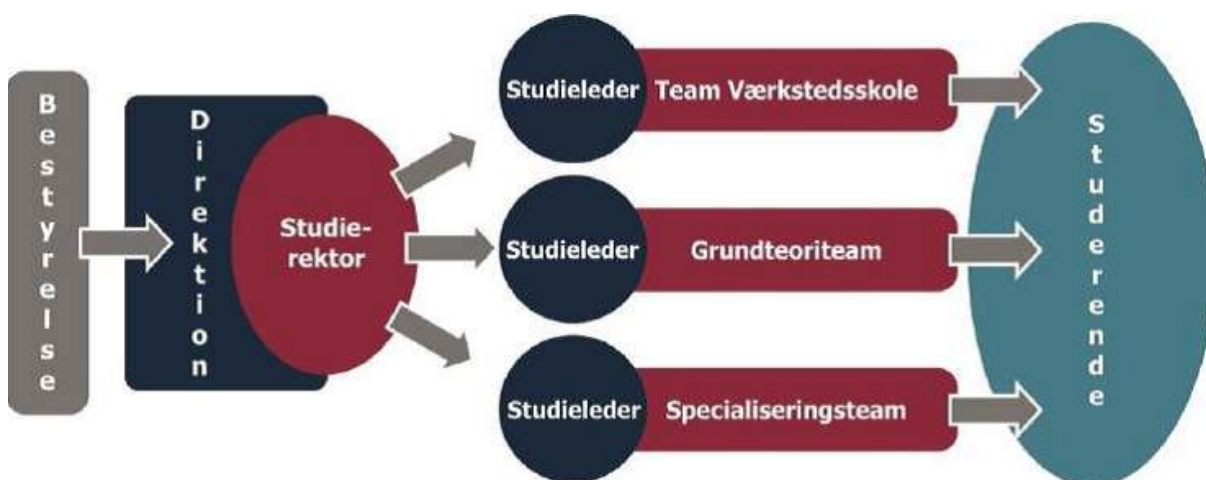 Bestyrelse
Direktion
Studie-
rektor
Studieleder
Team Værkstedsskole
Studieleder
Grundteoriteam
Studieleder
Specialiseringsteam
Studerende